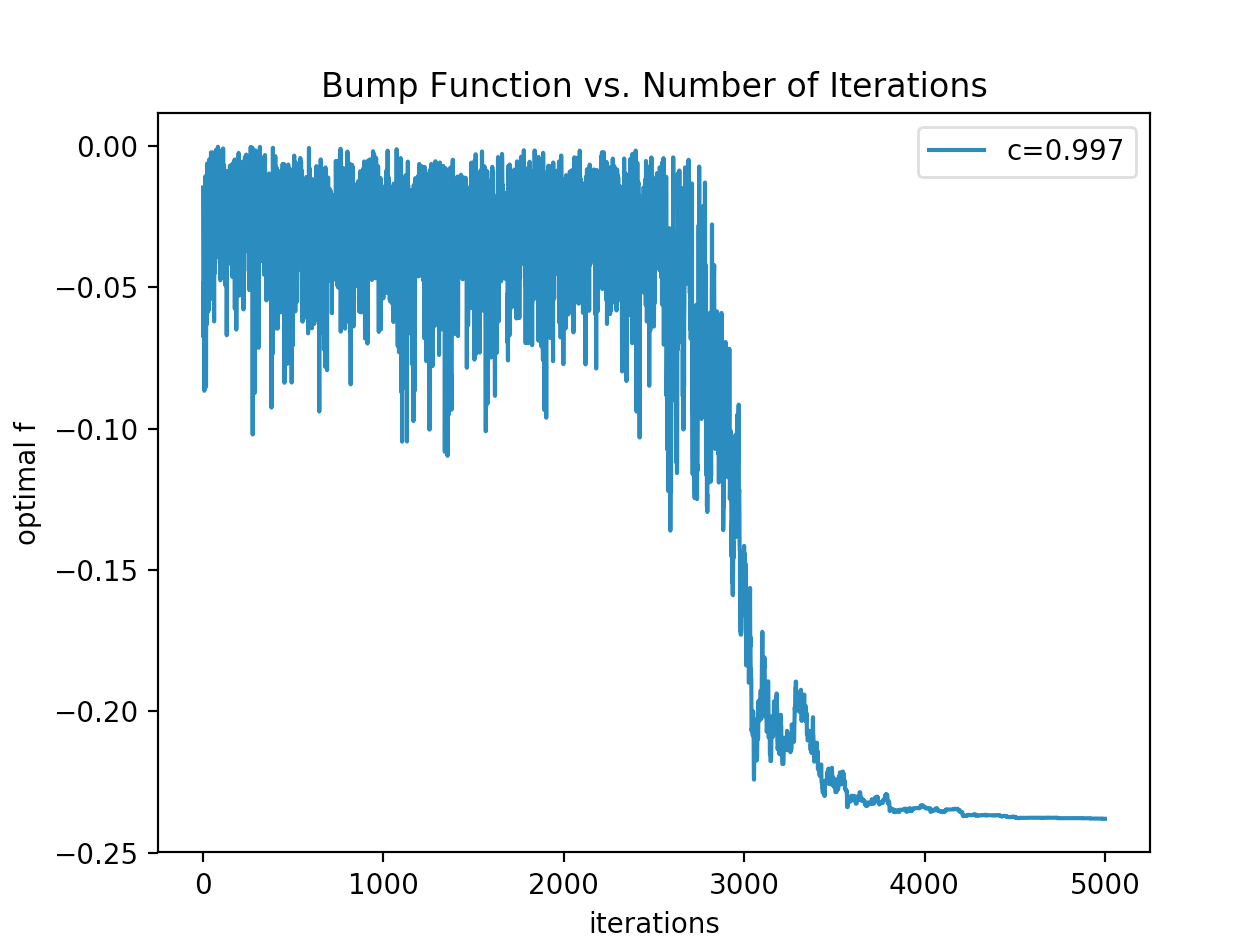 Bump Function vs. Number of Iterations
c=0.997
0.00
−0.05
−0.10
−0.15
−0.20
−0.25
optimal f
0 1000 2000 3000 4000 5000
iterations